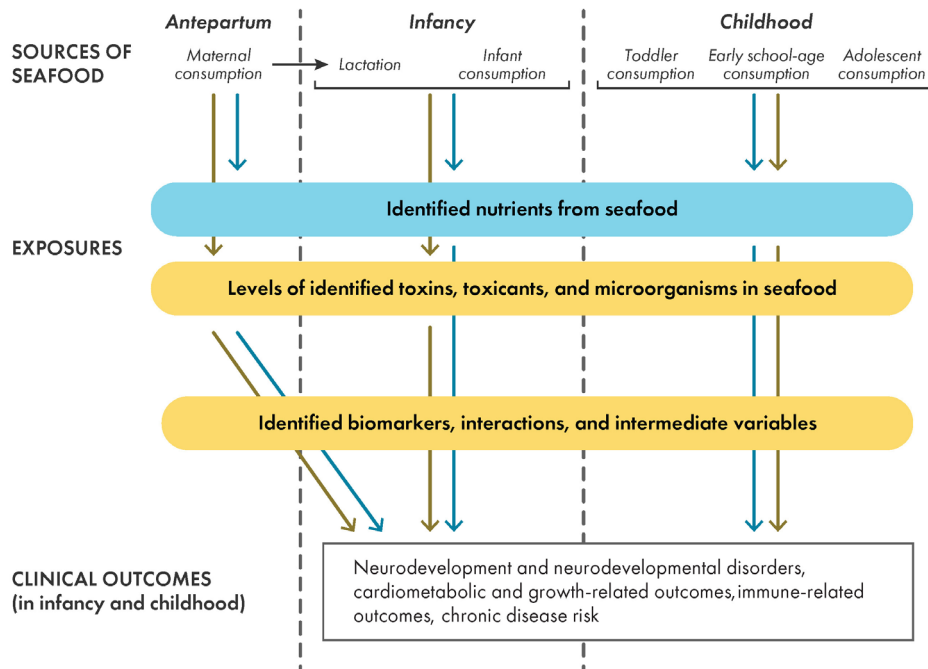 Antepartum
Infancy
Childhood
SOURCES OF
SEAFOOD
Maternal
consumption
Lactation
Infant
consumption
Toddler
consumption
Early school-age
consumption
Adolescent
consumption
Identified nutrients from seafood
EXPOSURES
Levels of identified toxins, toxicants, and microorganisms in seafood
Identified biomarkers, interactions, and intermediate variables
CLINICAL OUTCOMES
(in infancy and childhood)
Neurodevelopment and neurodevelopmental disorders,
cardiometabolic and growth-related outcomes, immune-related
outcomes, chronic disease risk